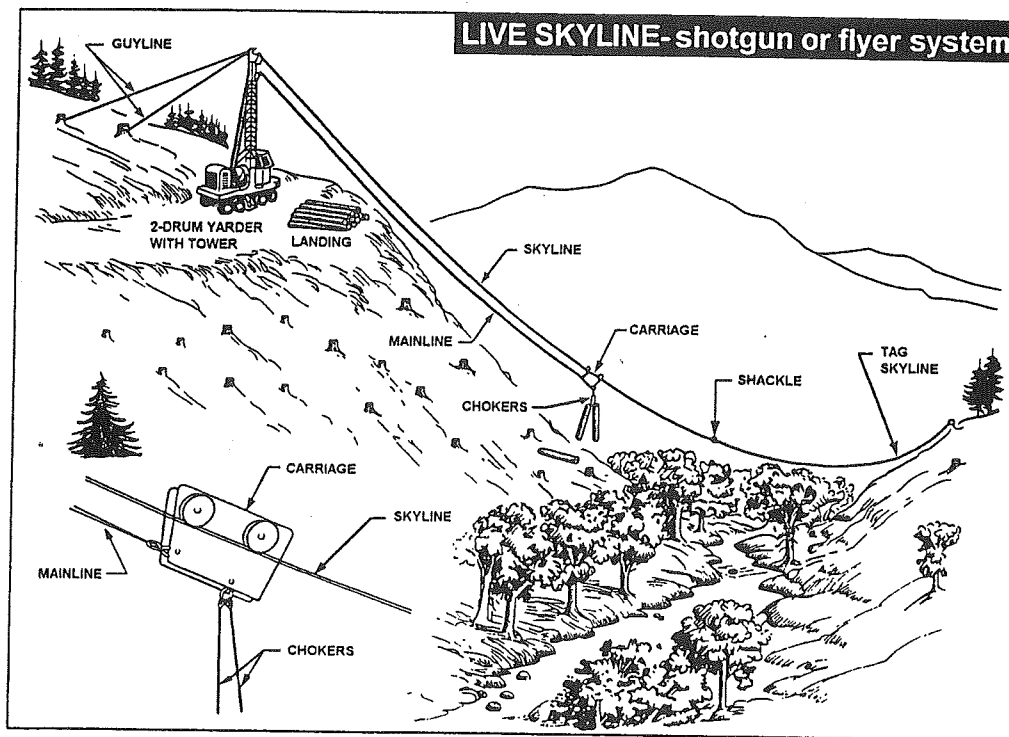 LIVE SKYLINE-shotgun or flyer system
GUYLINE
2-DRUM YARDER
WITH TOWER
LANDING
SKYLINE
MAINLINE
CARRIAGE
TAG
SKYLINE
SHACKLE
CHOKERS
CARRIAGE
SKYLINE
MAINLINE
CHOKERS